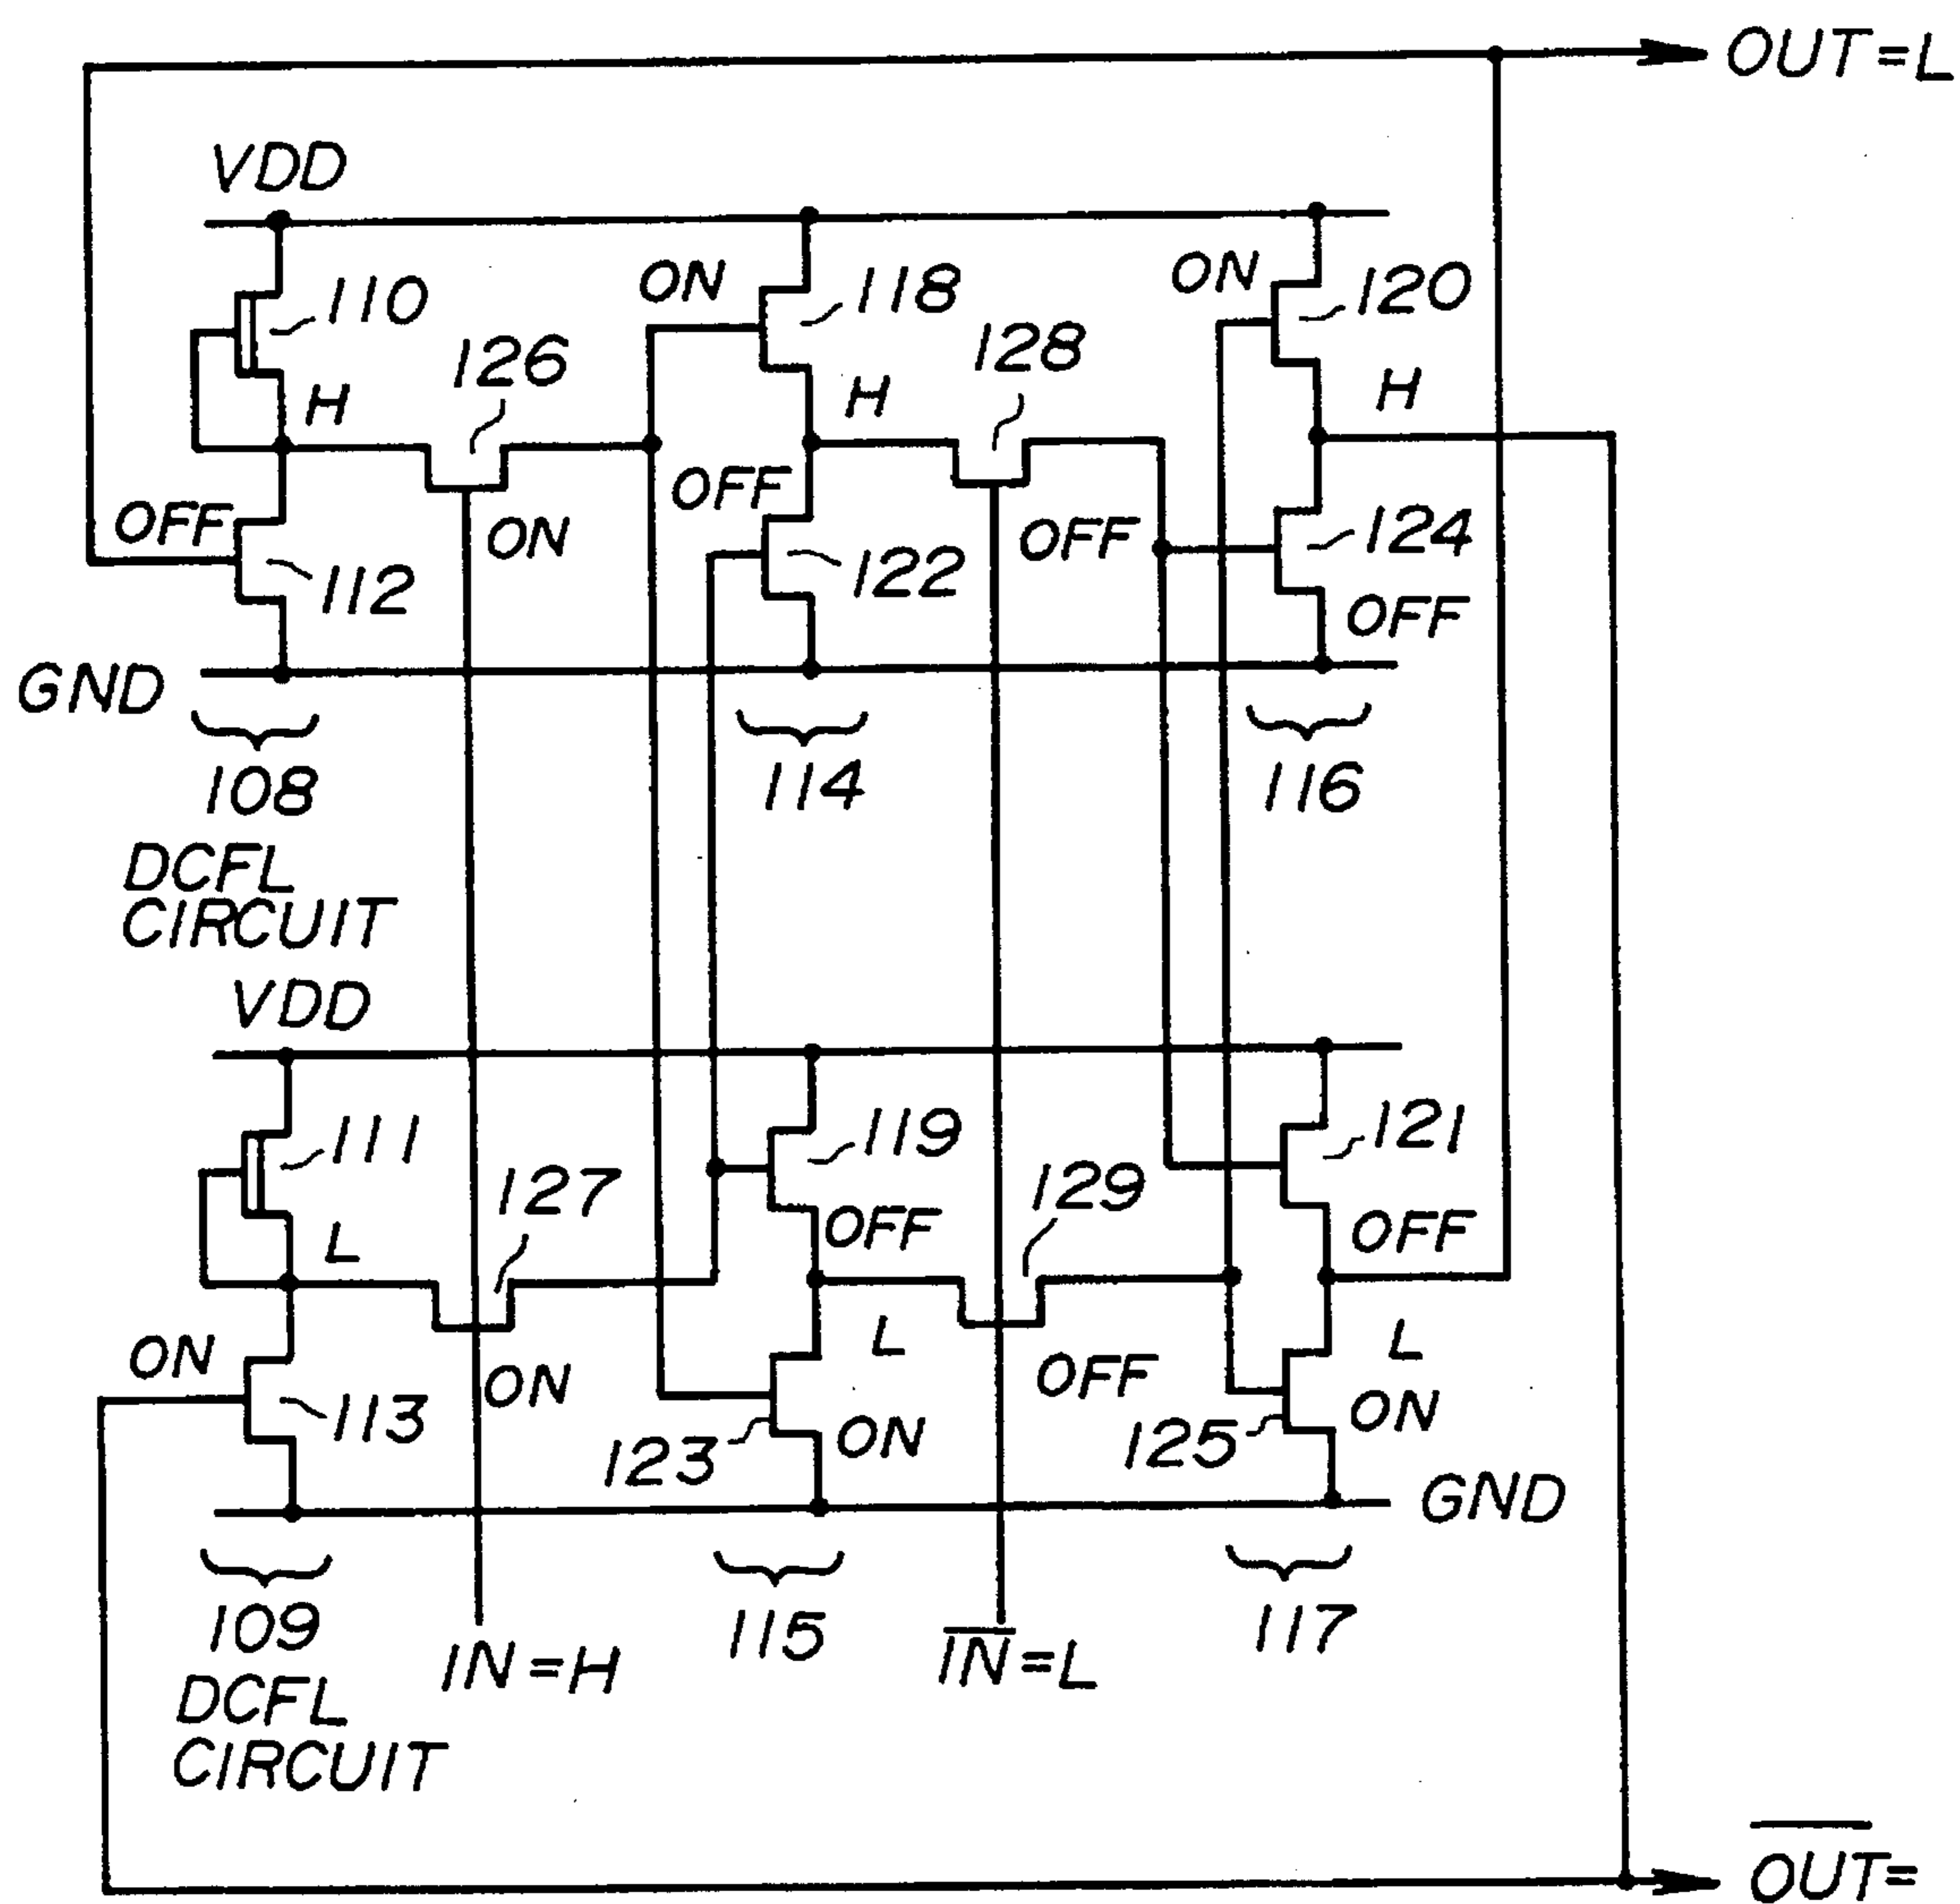 OUT=L
VDD
ON
118
ON
120
110
126
128
H
H
H
OFF
OFF
ON
OFF
124
112
122
OFF
GND
108
114
116
DCFL
CIRCUIT
VDD
111
127
119
129
121
L
OFF
OFF
ON
113
ON
L
OFF
L
ON
123
ON
125
GND
109
115
117
IN=H
I̅N̅=L
DCFL
CIRCUIT
O̅U̅T̅=